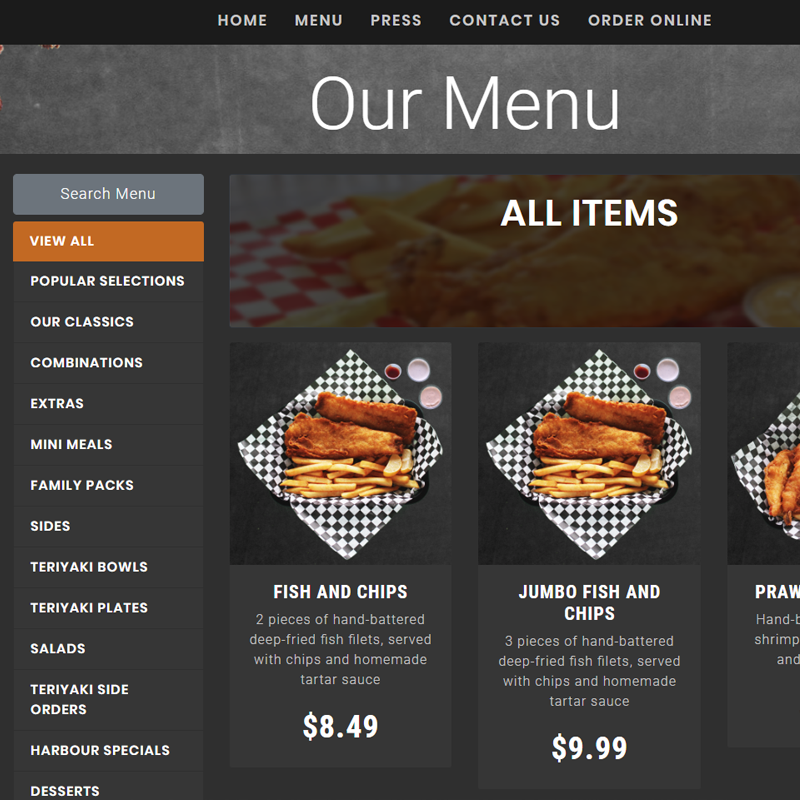 HOME MENU PRESS CONTACT US ORDER ONLINE
Our Menu
Search Menu
VIEW ALL
POPULAR SELECTIONS
OUR CLASSICS
COMBINATIONS
EXTRAS
MINI MEALS
FAMILY PACKS
SIDES
TERIYAKI BOWLS
TERIYAKI PLATES
SALADS
TERIYAKI SIDE
ORDERS
HARBOUR SPECIALS
DESSERTS
ALL ITEMS
FISH AND CHIPS
2 pieces of hand-battered
deep-fried fish filets, served
with chips and homemade
tartar sauce
$8.49
JUMBO FISH AND
CHIPS
3 pieces of hand-battered
deep-fried fish filets, served
with chips and homemade
tartar sauce
$9.99
PRAW
Hand-b
shrimp
and